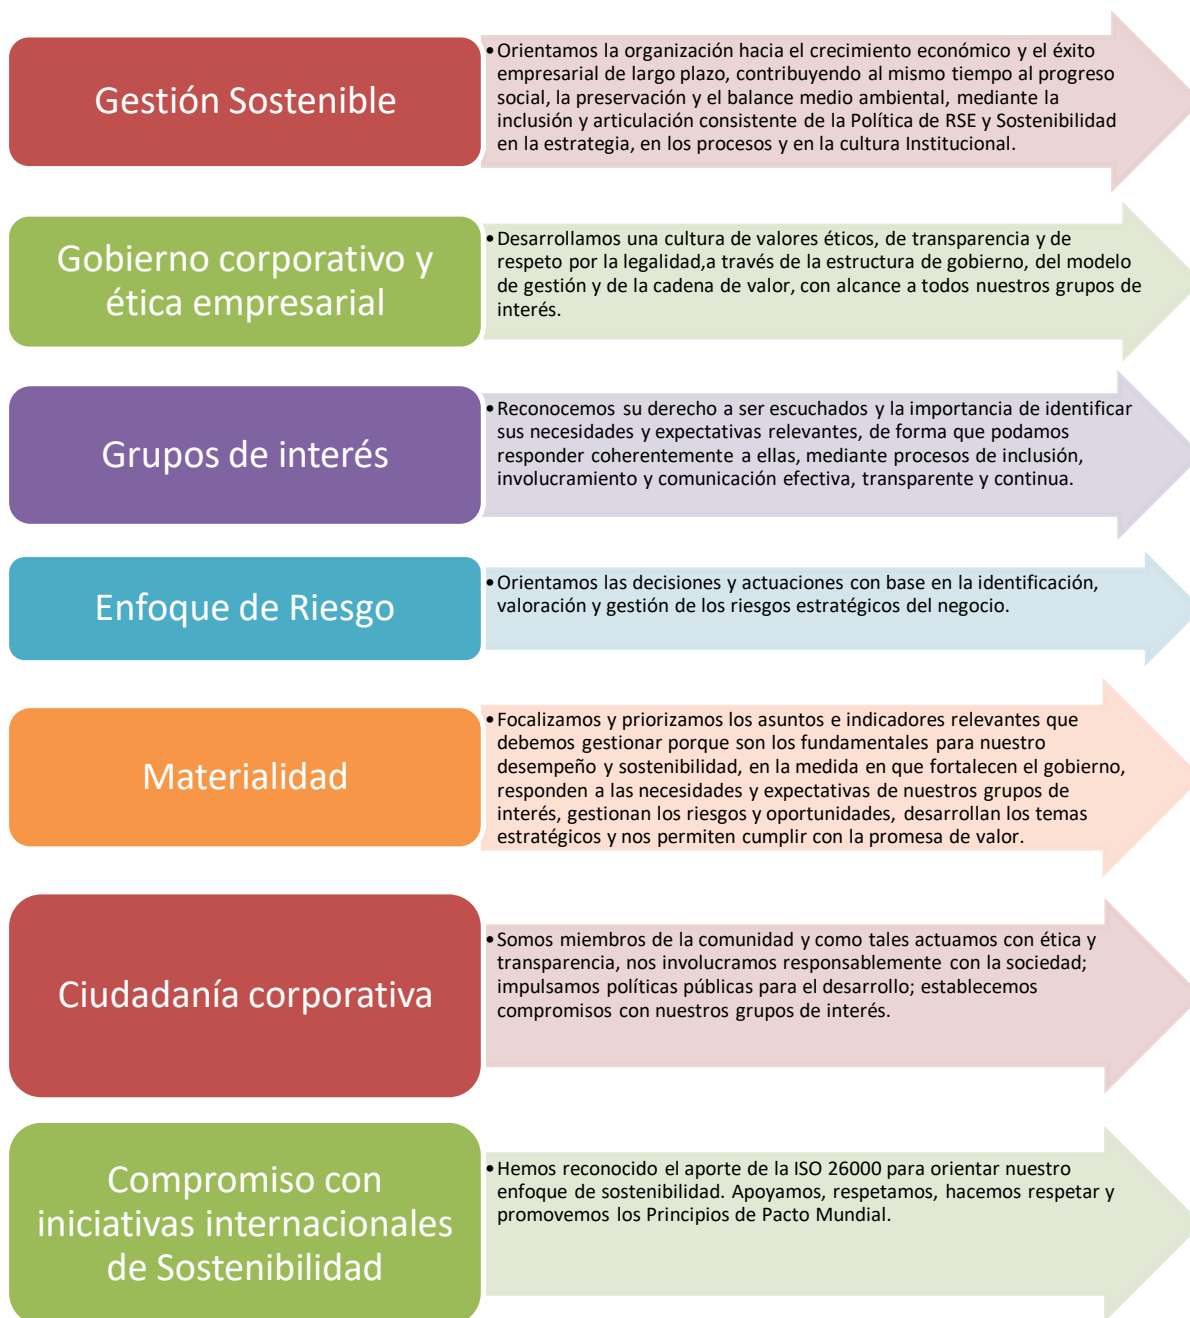 Gestión Sostenible
•Orientamos la organización hacia el crecimiento económico y el éxito
empresarial de largo plazo, contribuyendo al mismo tiempo al progreso
social, la preservación y el balance medio ambiental, mediante la
inclusión y articulación consistente de la Política de RSE y Sostenibilidad
en la estrategia, en los procesos y en la cultura Institucional.
Gobierno corporativo y
ética empresarial
•Desarrollamos una cultura de valores éticos, de transparencia y de
respeto por la legalidad,a través de la estructura de gobierno, del modelo
de gestión y de la cadena de valor, con alcance a todos nuestros grupos de
interés.
Grupos de interés
•Reconocemos su derecho a ser escuchados y la importancia de identificar
sus necesidades y expectativas relevantes, de forma que podamos
responder coherentemente a ellas, mediante procesos de inclusión,
involucramiento y comunicación efectiva, transparente y continua.
Enfoque de Riesgo
•Orientamos las decisiones y actuaciones con base en la identificación,
valoración y gestión de los riesgos estratégicos del negocio.
Materialidad
•Focalizamos y priorizamos los asuntos e indicadores relevantes que
debemos gestionar porque son los fundamentales para nuestro
desempeño y sostenibilidad, en la medida en que fortalecen el gobierno,
responden a las necesidades y expectativas de nuestros grupos de
interés, gestionan los riesgos y oportunidades, desarrollan los temas
estratégicos y nos permiten cumplir con la promesa de valor.
Ciudadanía corporativa
•Somos miembros de la comunidad y como tales actuamos con ética y
transparencia, nos involucramos responsablemente con la sociedad;
impulsamos políticas públicas para el desarrollo; establecemos
compromisos con nuestros grupos de interés.
Compromiso con
iniciativas internacionales
de Sostenibilidad
•Hemos reconocido el aporte de la ISO 26000 para orientar nuestro
enfoque de sostenibilidad. Apoyamos, respetamos, hacemos respetar y
promovemos los Principios de Pacto Mundial.